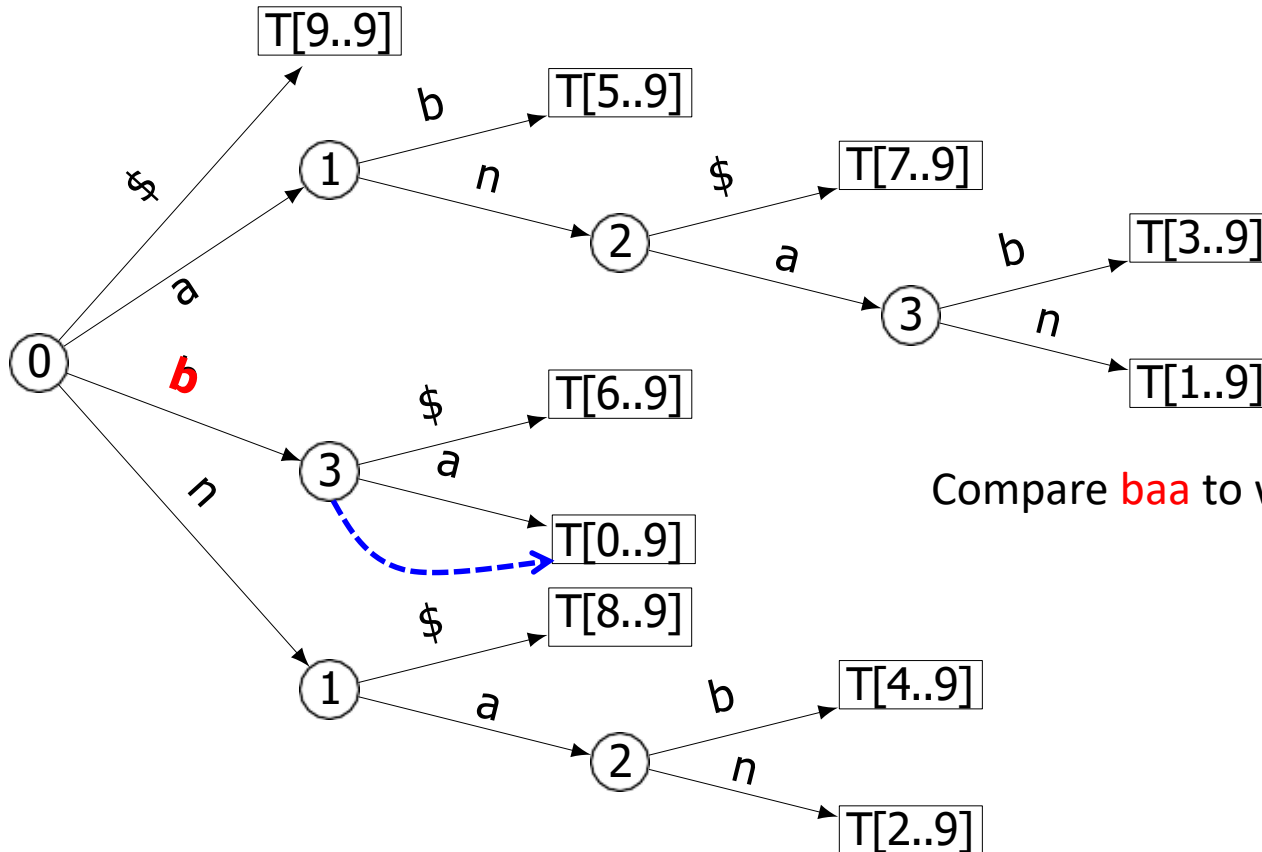 T[9..9]
b
T[5..9]
$
1
n
$
T[7..9]
2
a
b
T[3..9]
a
3
n
0
b
T[1..9]
$
T[6..9]
3
a
n
Compare baa to
T[0..9]
$
T[8..9]
1
a
b
T[4..9]
2
n
T[2..9]